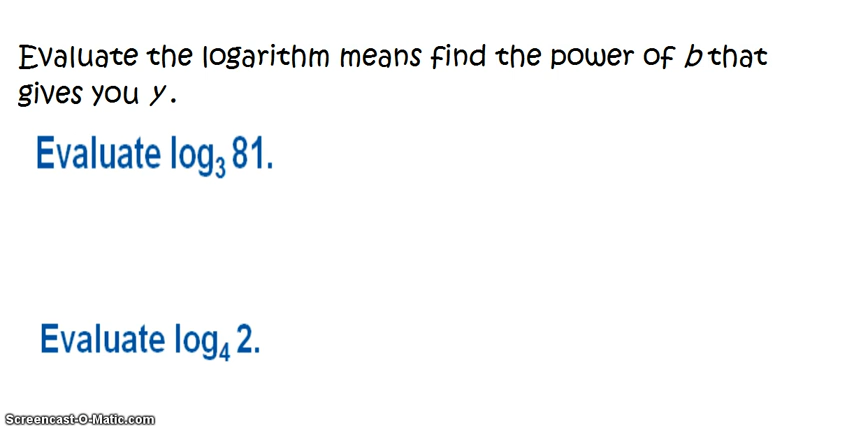 Evaluate the logarithm means find the power of b that
gives you y.
Evaluate log₃ 81.
Evaluate log₄ 2.
Screencast-O-Matic.com